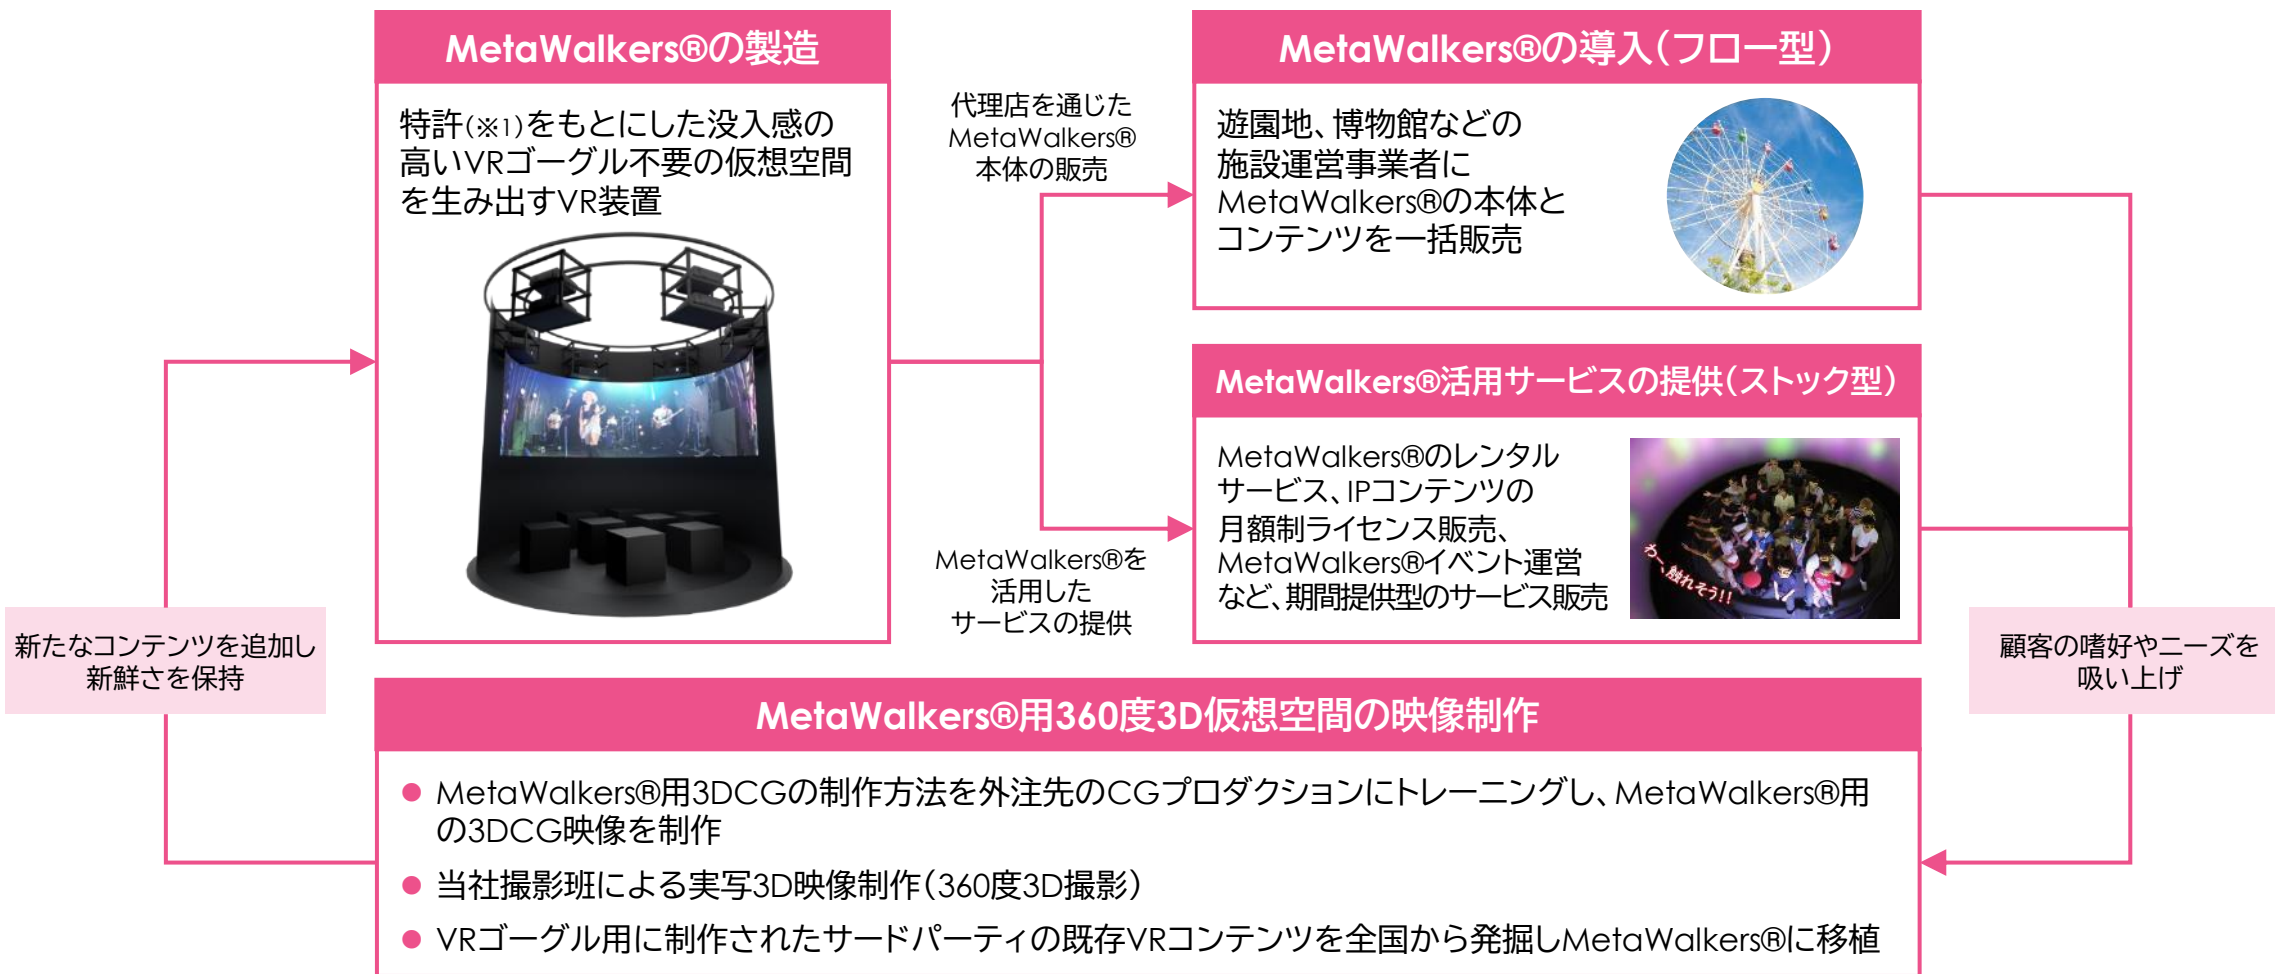 MetaWalkers®の製造
特許(※1)をもとにした没入感の
高いVRゴーグル不要の仮想空間
を生み出すVR装置
代理店を通じた
MetaWalkers®
本体の販売
MetaWalkers®を
活用した
サービスの提供
MetaWalkers®の導入(フロー型)
遊園地、博物館などの
施設運営事業者に
MetaWalkers®の本体と
コンテンツを一括販売
MetaWalkers®活用サービスの提供(ストック型)
MetaWalkers®のレンタル
サービス、IPコンテンツの
月額制ライセンス販売、
MetaWalkers®イベント運営
など、期間提供型のサービス販売
わー、触れそう!!
新たなコンテンツを追加し
新鮮さを保持
顧客の嗜好やニーズを
吸い上げ
MetaWalkers®用360度3D仮想空間の映像制作
● MetaWalkers®用3DCGの制作方法を外注先のCGプロダクションにトレーニングし、MetaWalkers®用
の3DCG映像を制作
● 当社撮影班による実写3D映像制作(360度3D撮影)
● VRゴーグル用に制作されたサードパーティの既存VRコンテンツを全国から発掘しMetaWalkers®に移植